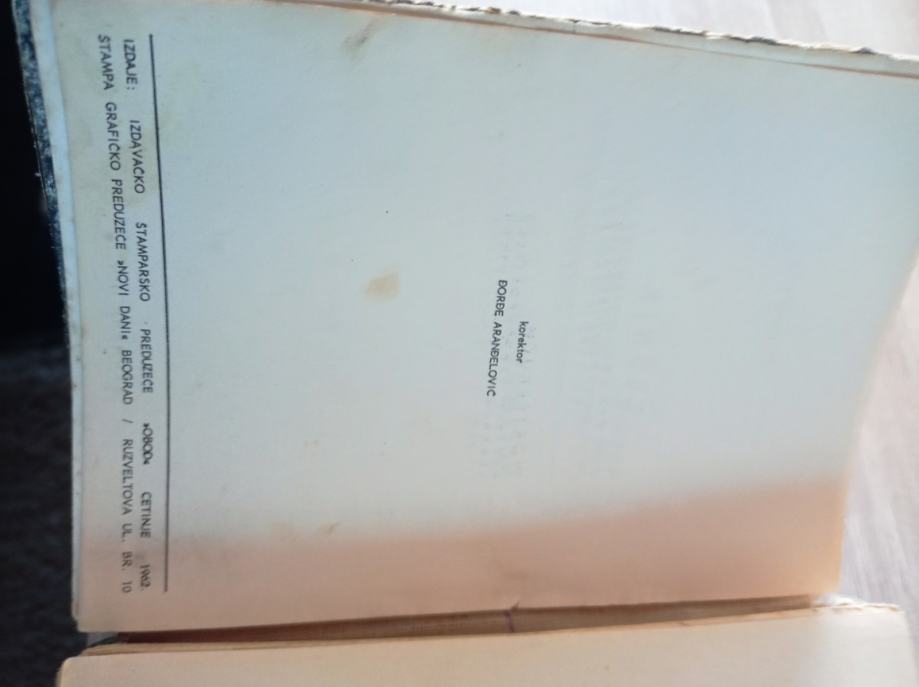 korektor
ĐORĐE ARANĐELOVIĆ
IZDAJE: IZDAVAČKO ŠTAMPARSKO PREDUZEĆE »OBOD« CETINJE 1962.
ŠTAMPA GRAFIČKO PREDUZEĆE »NOVI DANI« BEOGRAD / RUZVELTOVA UL. BR. 10